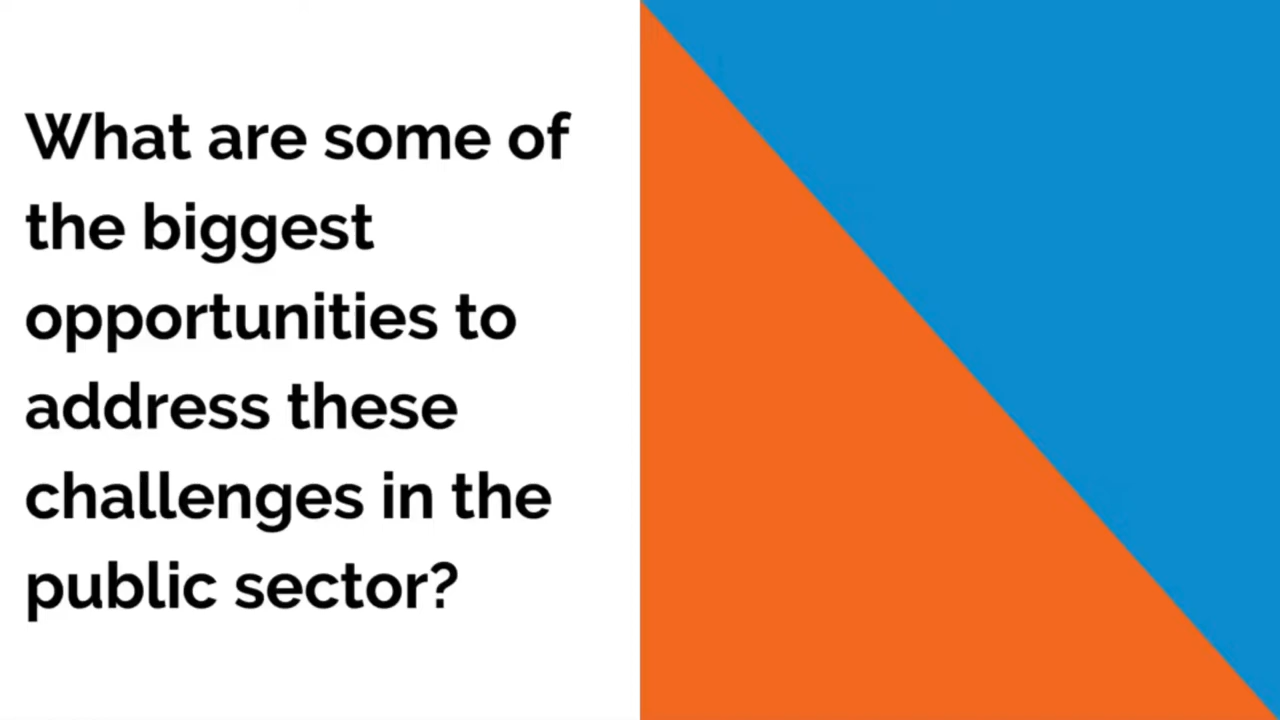 What are some of
the biggest
opportunities to
address these
challenges in the
public sector?